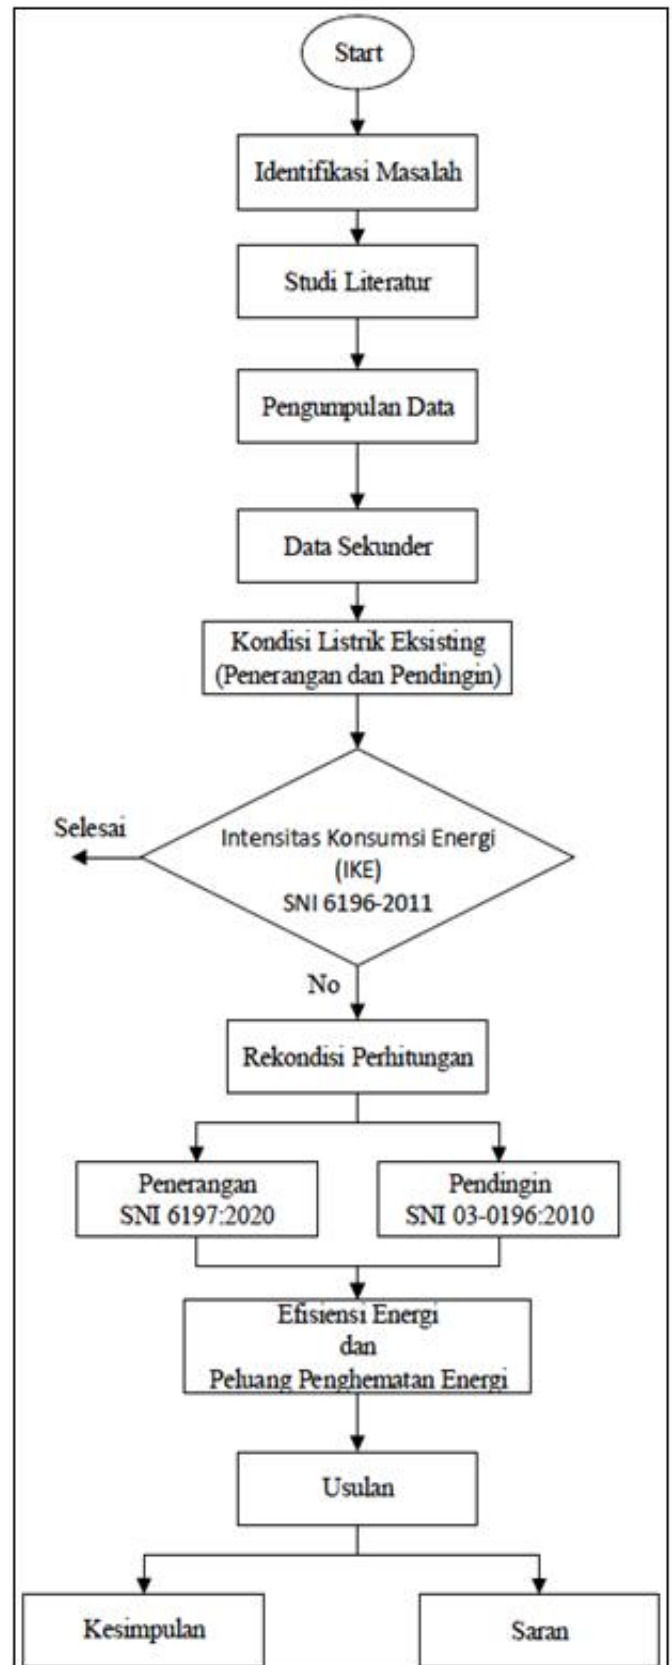 Start
Identifikasi Masalah
Studi Literatur
Pengumpulan Data
Data Sekunder
Kondisi Listrik Eksisting
(Penerangan dan Pendingin)
Selesai
Intensitas Konsumsi Energi
(IKE)
SNI 6196-2011
No
Rekondisi Perhitungan
Penerangan
SNI 6197:2020
Pendingin
SNI 03-0196:2010
Efisiensi Energi
dan
Peluang Penghematan Energi
Usulan
Kesimpulan
Saran